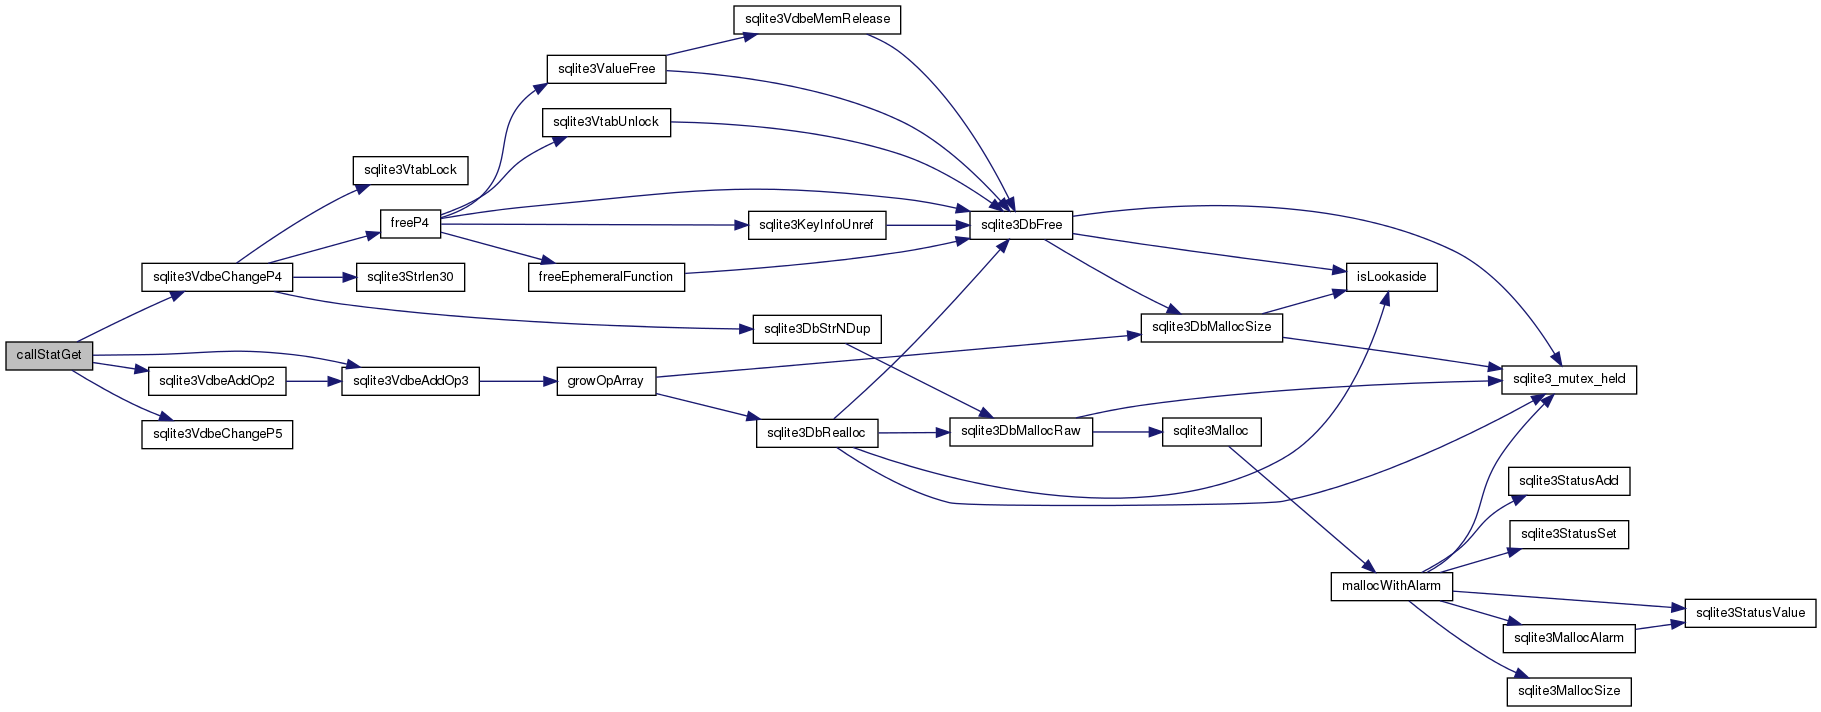 callStatGet
sqlite3VdbeChangeP4
sqlite3VdbeAddOp2
sqlite3VdbeChangeP5
sqlite3VtabLock
freeP4
sqlite3Strlen30
sqlite3VdbeAddOp3
sqlite3ValueFree
sqlite3VtabUnlock
freeEphemeralFunction
growOpArray
sqlite3VdbeMemRelease
sqlite3KeyInfoUnref
sqlite3DbStrNDup
sqlite3DbRealloc
sqlite3DbFree
sqlite3DbMallocRaw
sqlite3DbMallocSize
sqlite3Malloc
isLookaside
mallocWithAlarm
sqlite3_mutex_held
sqlite3StatusAdd
sqlite3StatusSet
sqlite3MallocAlarm
sqlite3MallocSize
sqlite3StatusValue